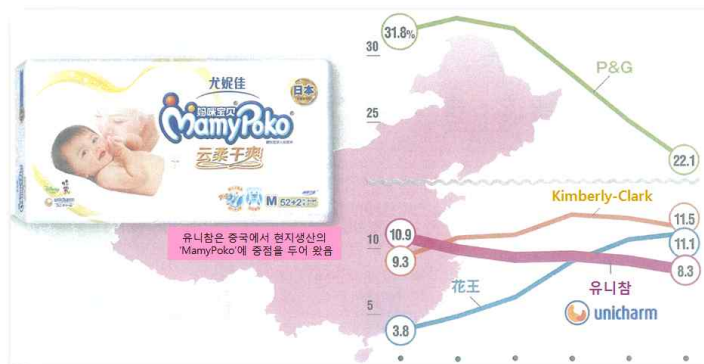 31.8%
30
P&G
尤妮佳
日本
妈咪宝贝
25
MamyPoko
云柔干爽
22.1
Kimberly-Clark
unicharm
M 52+2
11.5
유니참은 중국에서 현지생산의
'MamyPoko'에 중점을 두어 왔음
10.9
10
11.1
9.3
花王
유니참
8.3
unicharm
5
3.8